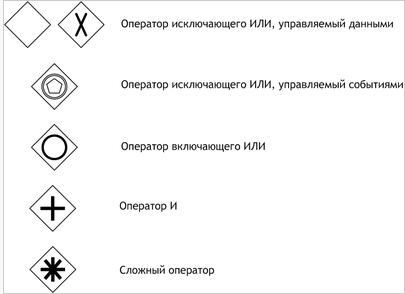 Оператор исключающего ИЛИ, управляемый данными
Оператор исключающего ИЛИ, управляемый событиями
Оператор включающего ИЛИ
Оператор И
Сложный оператор